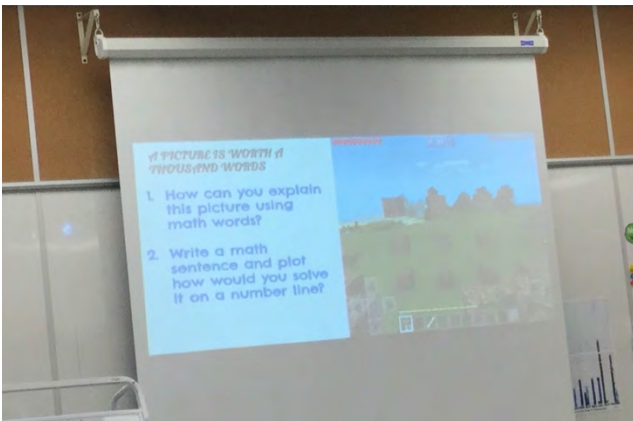 A PICTURE IS WORTH A
THOUSAND WORDS
1. How can you explain
this picture using
math words?
2. Write a math
sentence and plot
how would you solve
it on a number line?